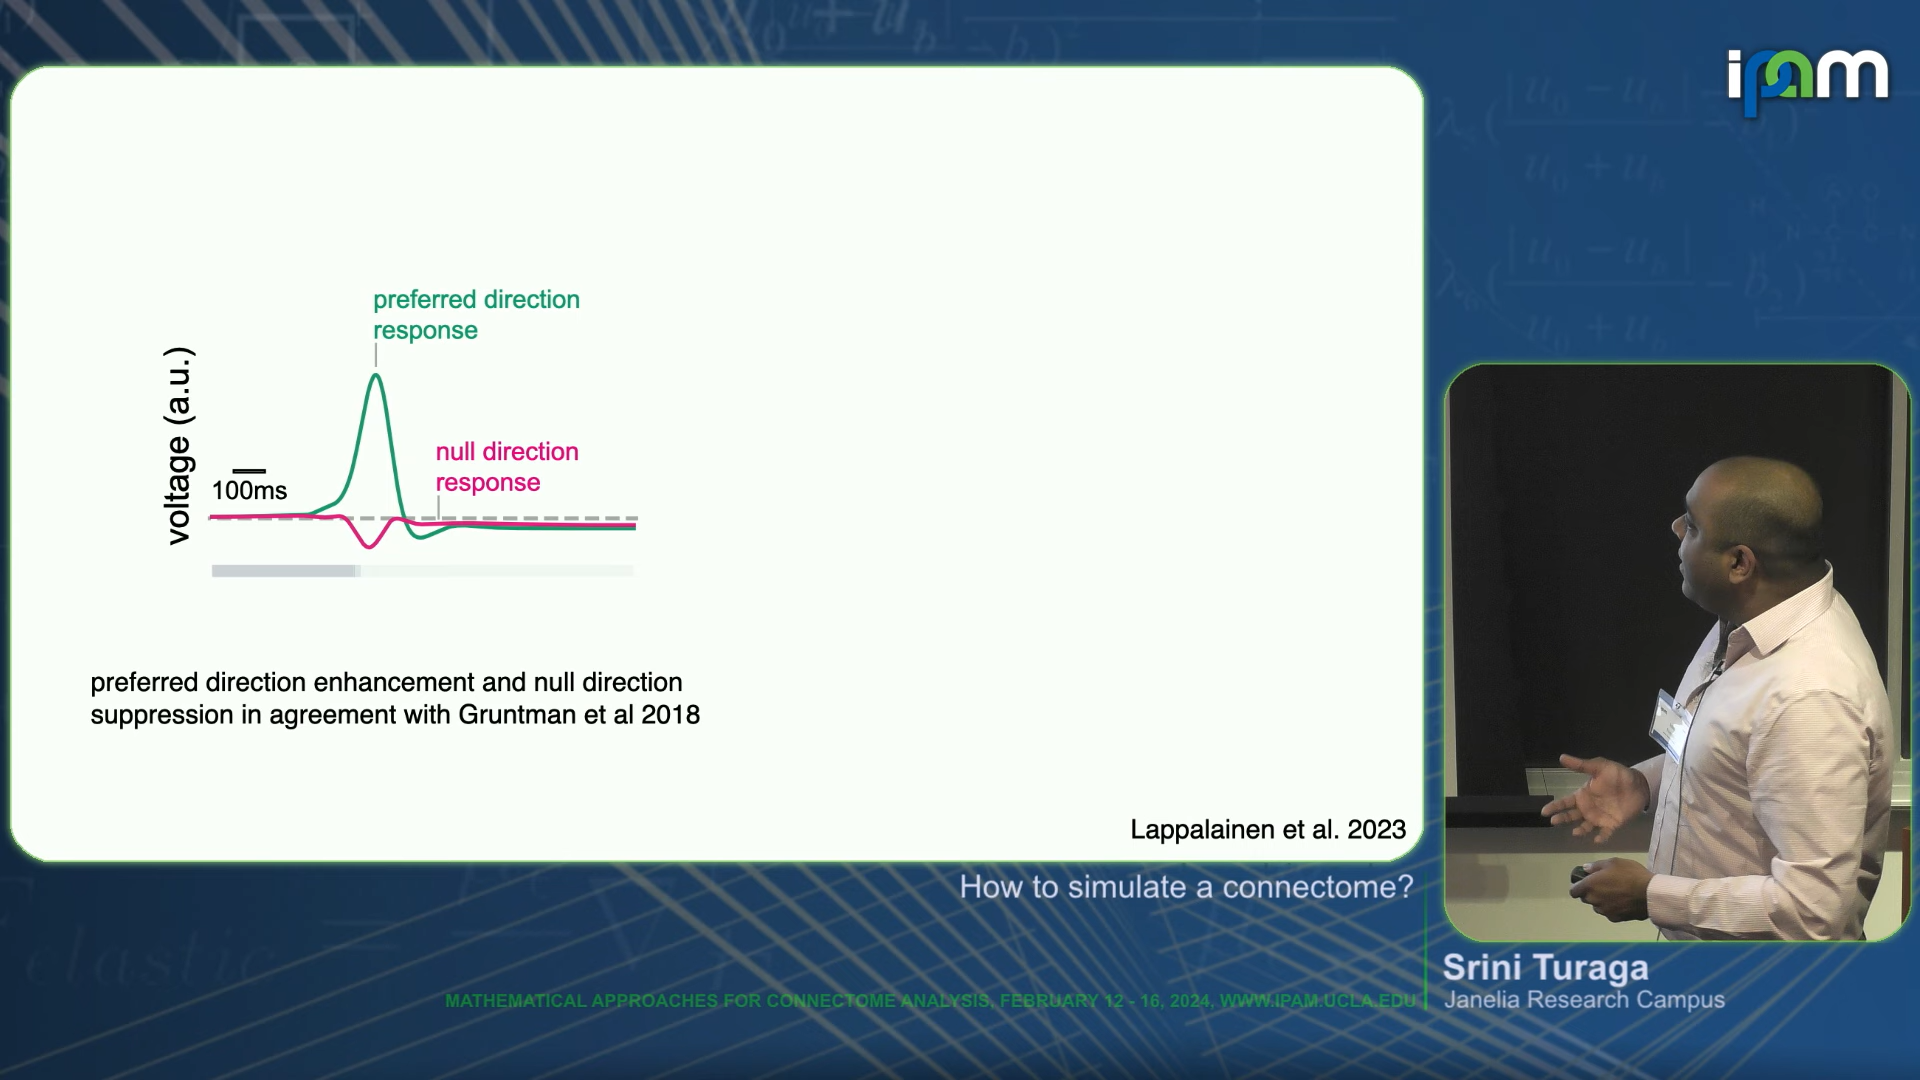 ipam
preferred direction
response
null direction
response
voltage (a.u.)
100ms
preferred direction enhancement and null direction
suppression in agreement with Gruntman et al 2018
Lappalainen et al. 2023
How to simulate a connectome?
Srini Turaga
Janelia Research Campus
MATHEMATICAL APPROACHES FOR CONNECTOME ANALYSIS, FEBRUARY 12 - 16, 2024, WWW.IPAM.UCLA.EDU
clastic